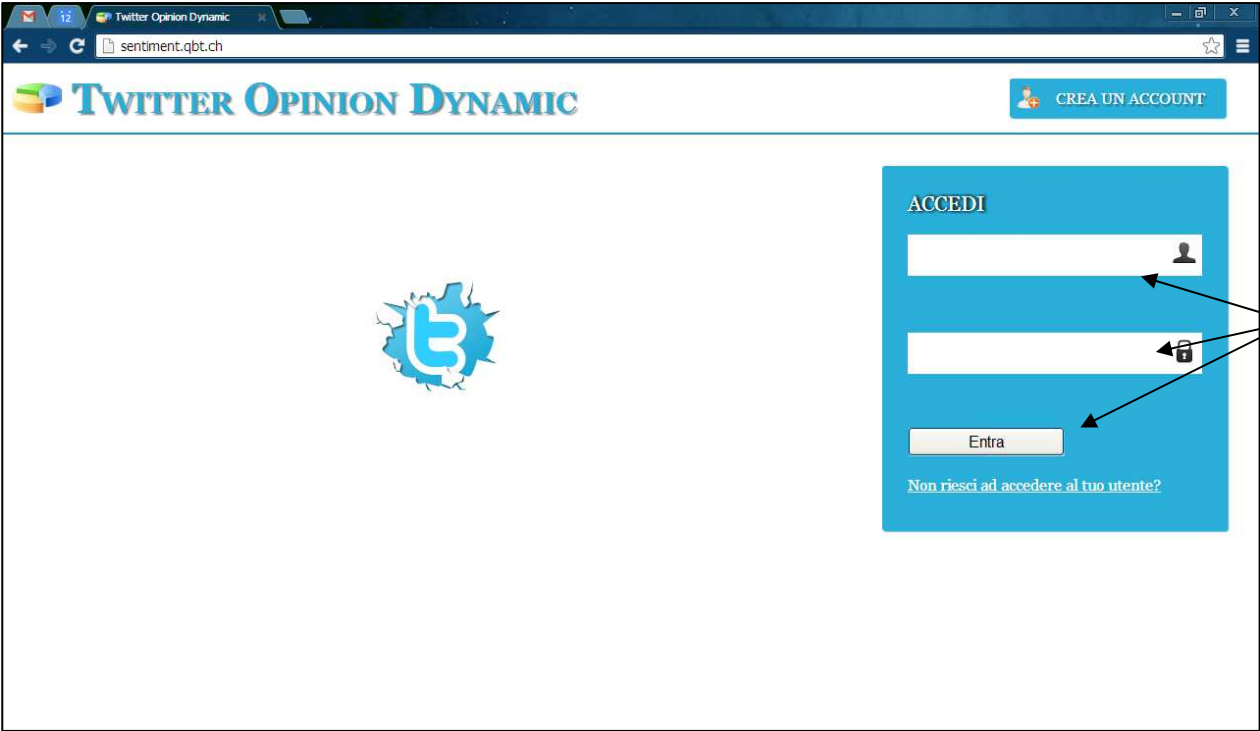 12 Twitter Opinion Dynamic
sentiment.qbt.ch
TWITTER OPINION DYNAMIC
CREA UN ACCOUNT
ACCEDI
Entra
Non riesci ad accedere al tuo utente?